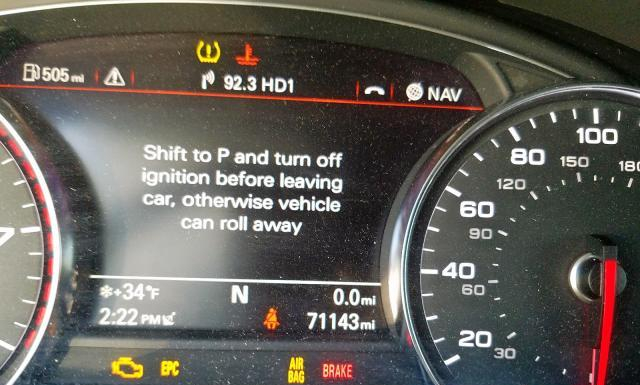 505 mi
92.3 HD1
NAV
Shift to P and turn off
ignition before leaving
car, otherwise vehicle
can roll away
+34°F
N
0.0 mi
2:22 PM
71143 mi
EPC
AIR
BAG
BRAKE
7
20
40
60
80
100
30
60
90
120
150
180